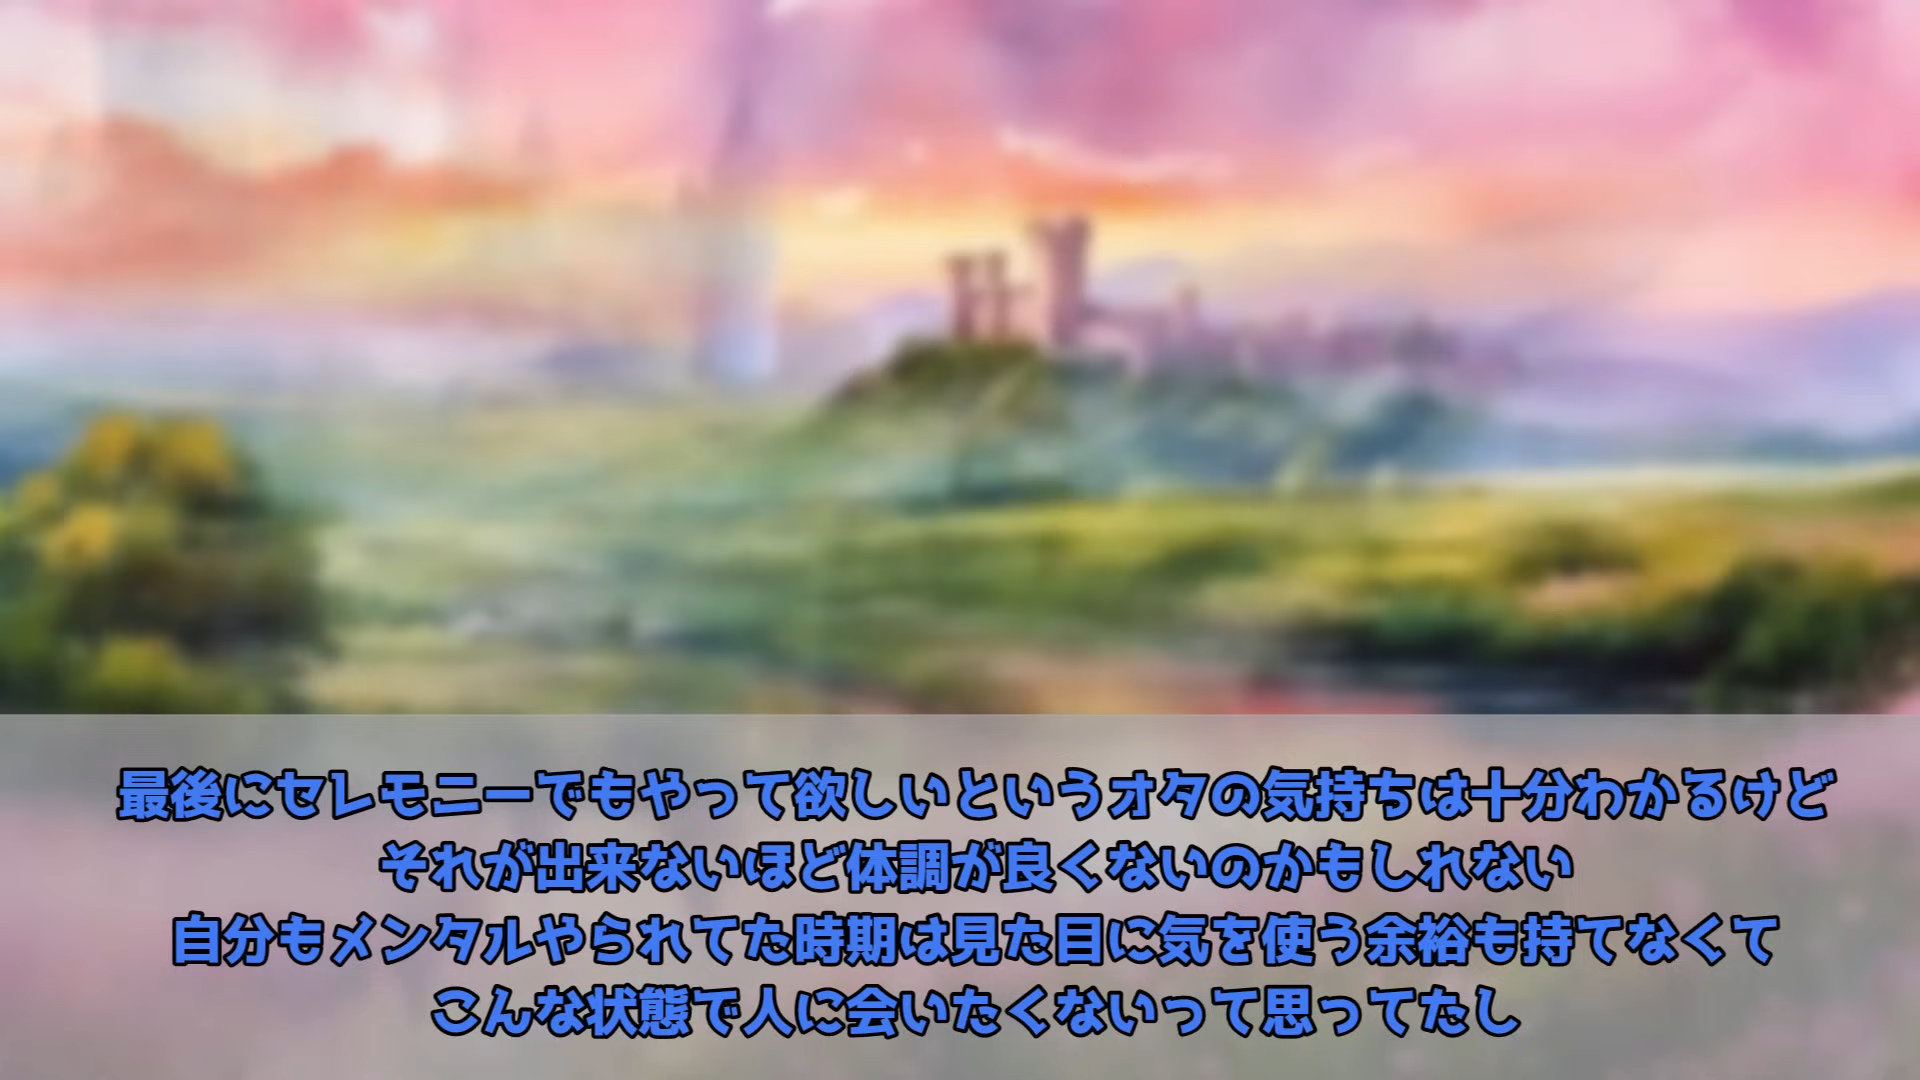 最後にセレモニーでもやって欲しいというオタの気持ちは十分わかるけど
それが出来ないほど体調が良くないのかもしれない
自分もメンタルやられてた時期は見た目に気を使う余裕も持てなくて
こんな状態で人に会いたくないって思ってたし